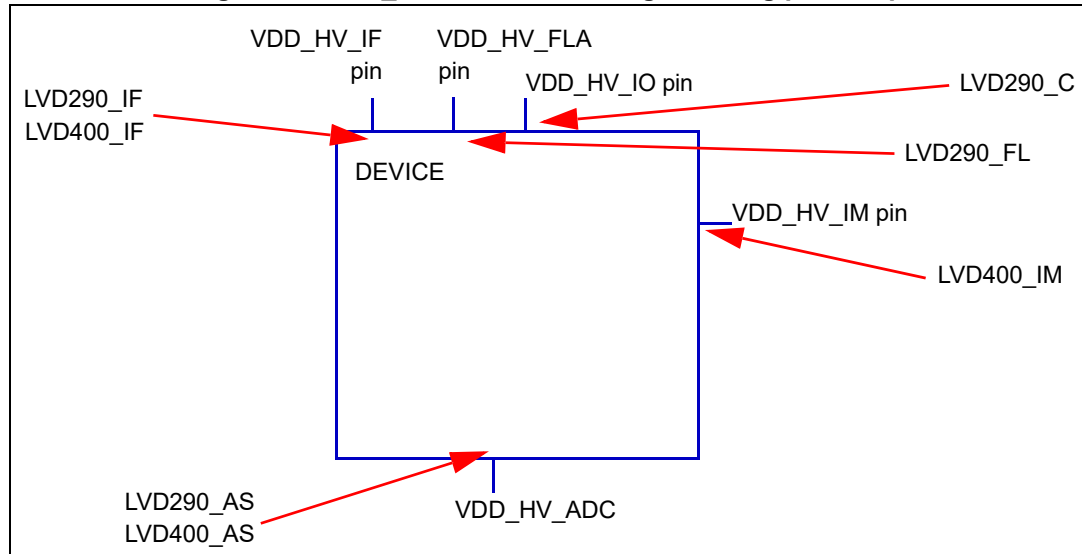 VDD_HV_IF
pin
VDD_HV_FLA
pin
VDD_HV_IO pin
LVD290_C
LVD290_IF
LVD400_IF
LVD290_FL
DEVICE
VDD_HV_IM pin
LVD400_IM
LVD290_AS
LVD400_AS
VDD_HV_ADC